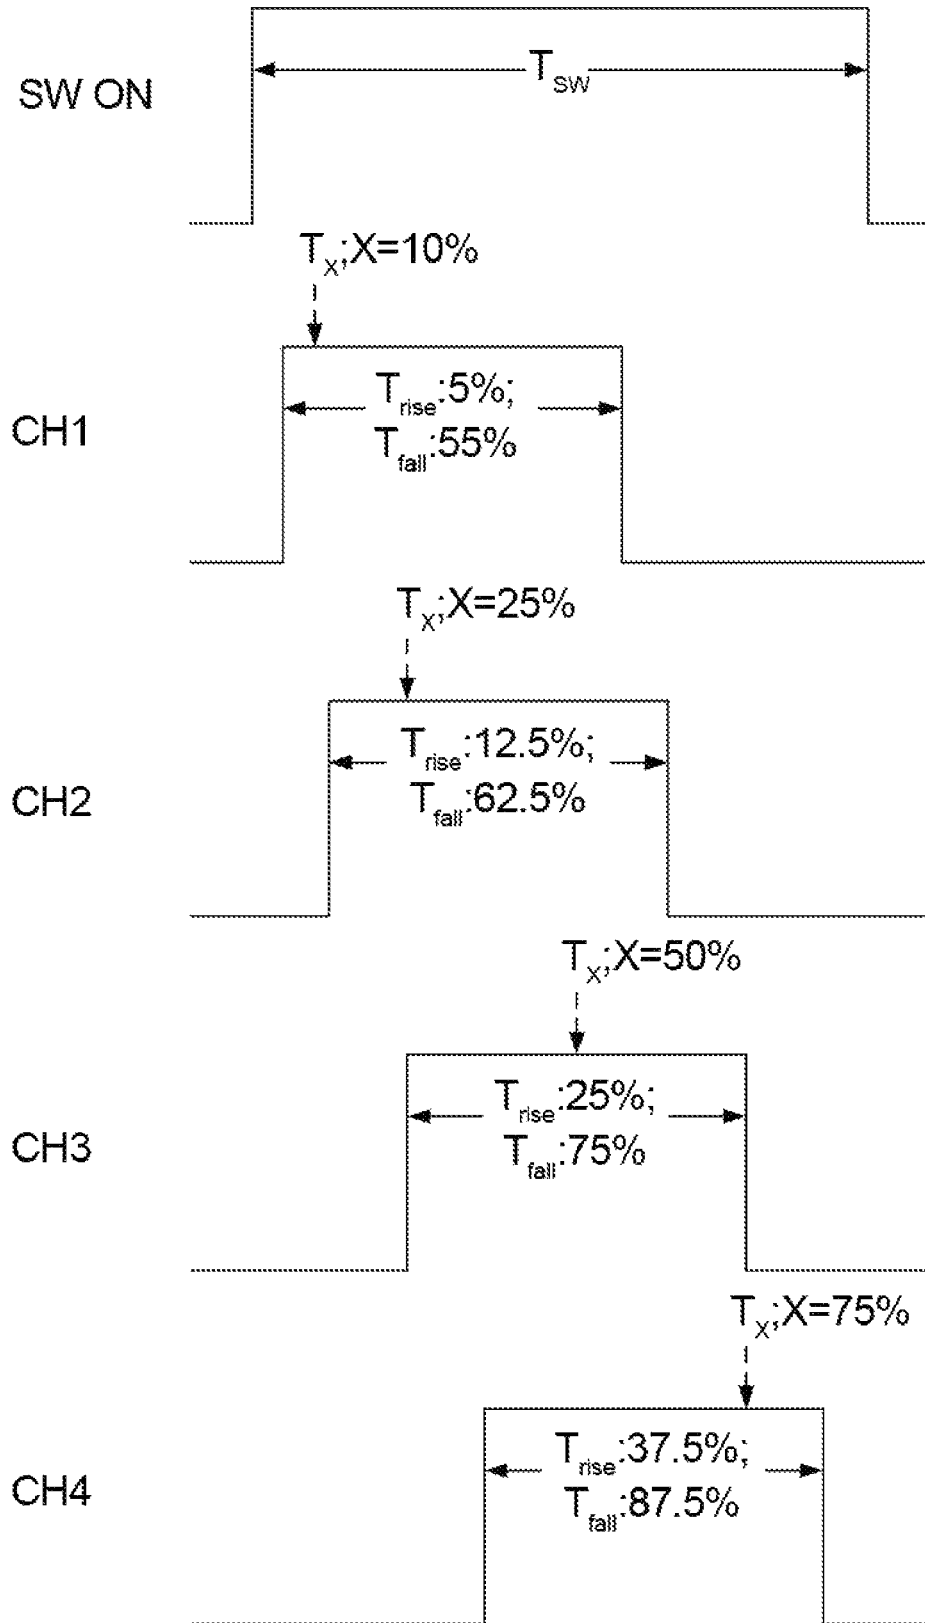 SW ON
T_SW
T_X;X=10%
CH1
T_rise:5%;
T_fall:55%
T_X;X=25%
CH2
T_rise:12.5%;
T_fall:62.5%
T_X;X=50%
CH3
T_rise:25%;
T_fall:75%
T_X;X=75%
CH4
T_rise:37.5%;
T_fall:87.5%